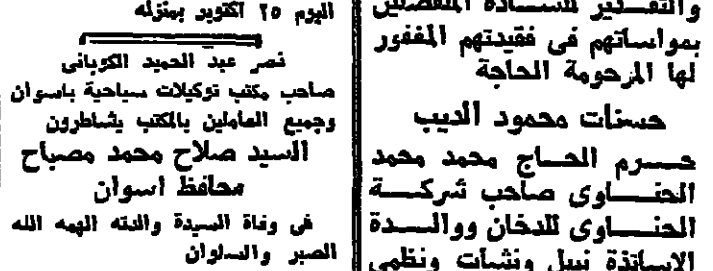 والتقدير للسادة المتفضلين
بمواساتهم فى فقيدتهم المغفور
لها المرحومة الحاجة
حسنات محمود الديب
حرم الحاج محمد محمد
الحناوى صاحب شركة
الحناوى للدخان ووالدة
الاساتذة نبيل ونشأت ونظمى
اليوم ٢٥ اكتوبر بمنزله
نصر عبد الحميد الكوبانى
صاحب مكتب توكيلات سياحية باسوان
وجميع العاملين بالمكتب يشاطرون
السيد صلاح محمد مصباح
محافظ اسوان
فى وفاة السيدة والدته الهمه الله
الصبر والسلوان